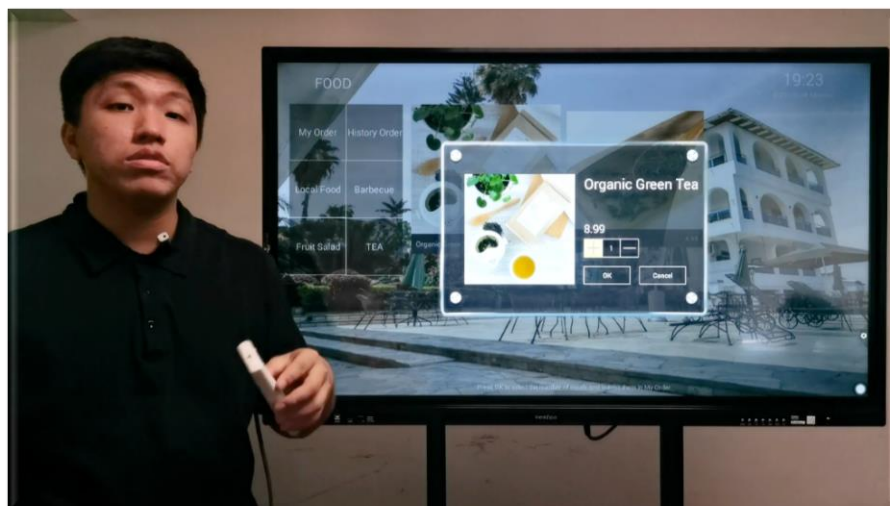 FOOD
19:23
My Order
History Order
Local Food
Barbecue
Fruit Salad
TEA
Organic
Organic Green Tea
8.99
1
OK
Cancel